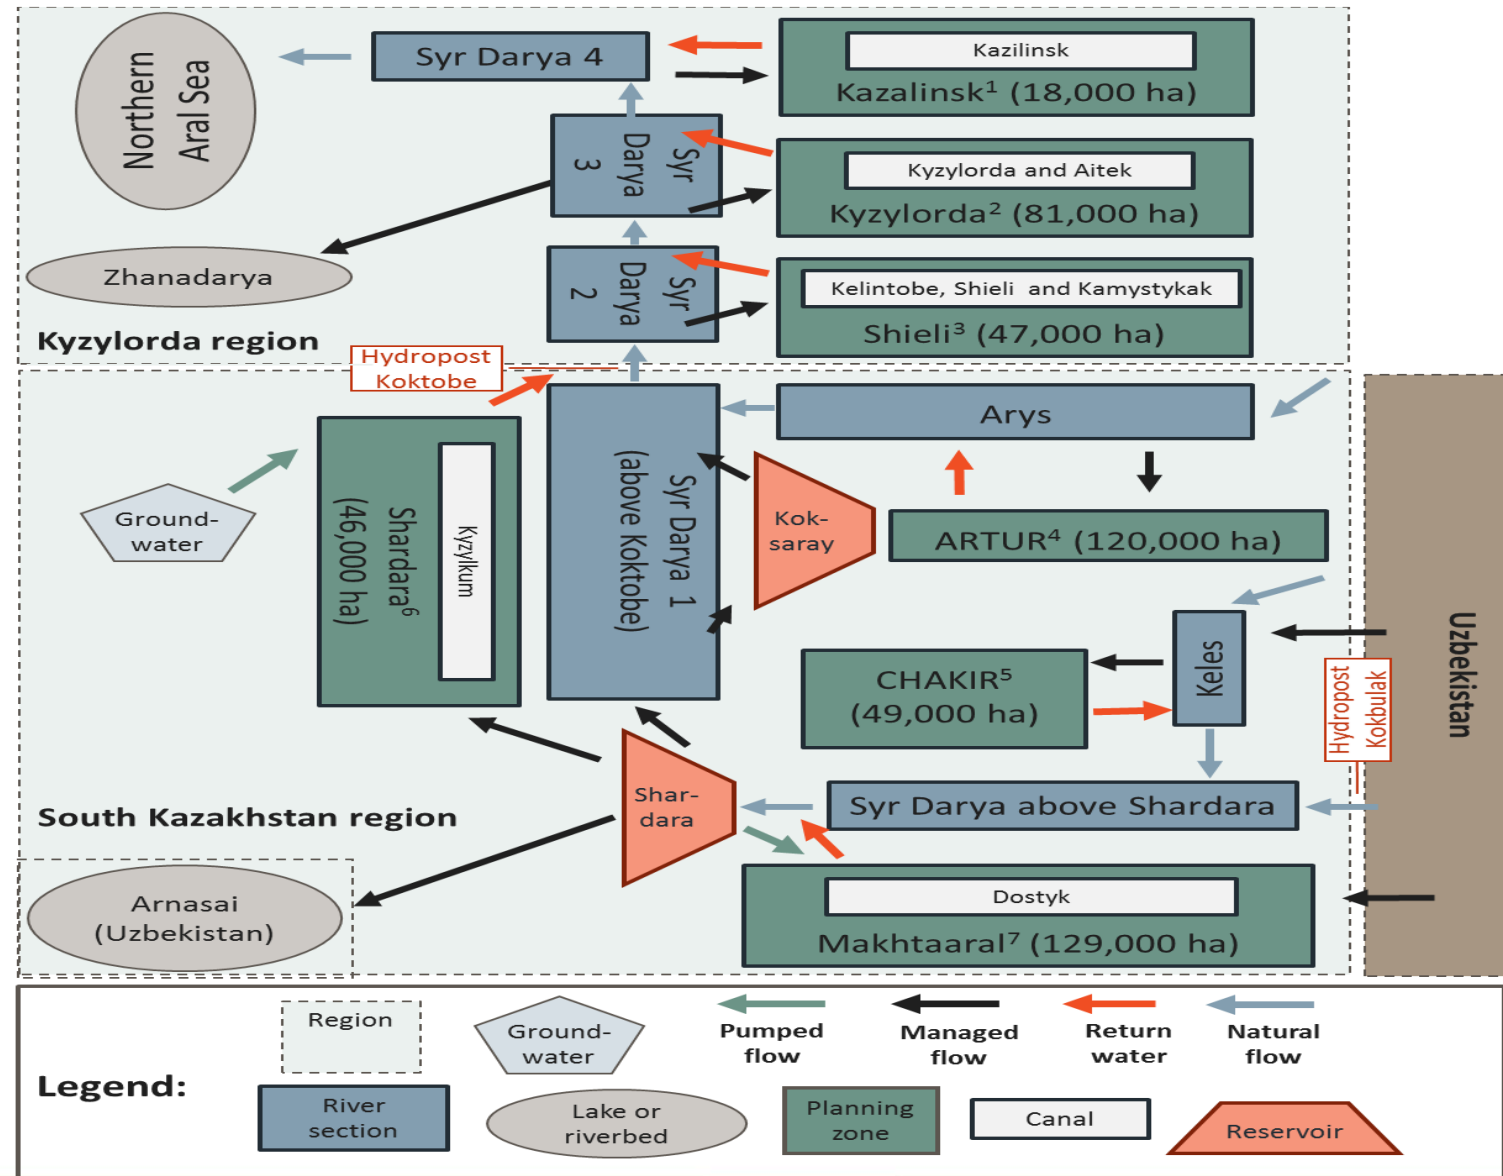 Northern
Aral Sea
Syr Darya 4
Kazilinsk
Kazalinsk¹ (18,000 ha)
Syr
Darya
3
Kyzylorda and Aitek
Kyzylorda² (81,000 ha)
Zhanadarya
Syr
Darya
2
Kelintobe, Shieli and Kamystykak
Shieli³ (47,000 ha)
Kyzylorda region
Hydropost
Koktobe
Arys
Ground-
water
Kyzylkum
Shardara⁶
(46,000 ha)
Syr Darya 1
(above Koktobe)
Kok-
saray
ARTUR⁴ (120,000 ha)
CHAKIR⁵
(49,000 ha)
Keles
Hydropost
Kokbulak
Uzbekistan
Shar-
dara
Syr Darya above Shardara
South Kazakhstan region
Arnasai
(Uzbekistan)
Dostyk
Makhtaaral⁷ (129,000 ha)
Legend:
Region
Ground-
water
Pumped
flow
Managed
flow
Return
water
Natural
flow
River
section
Lake or
riverbed
Planning
zone
Canal
Reservoir